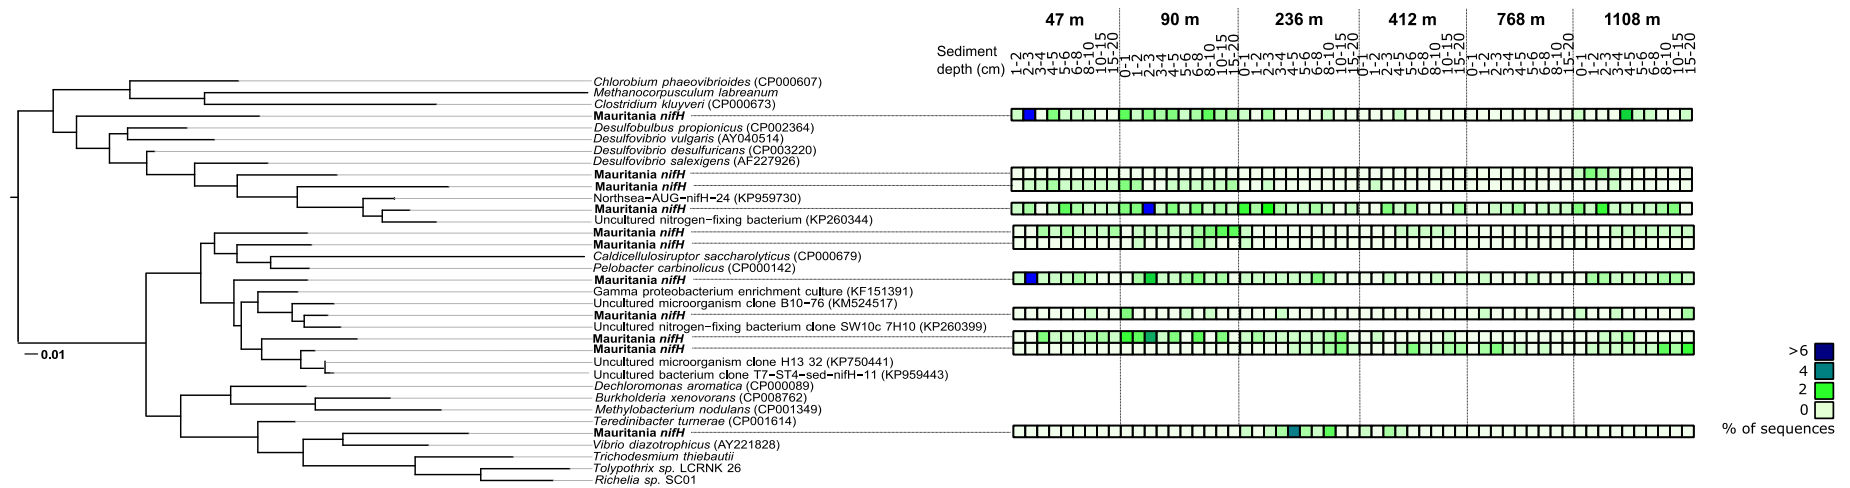 47 m 90 m 236 m 412 m 768 m 1108 m
Sediment
depth (cm)
1-2 2-3 3-4 4-5 5-6 6-8 8-10 10-15 15-20
0-1 1-2 2-3 3-4 4-5 5-6 6-8 8-10 10-15 15-20
0-1 1-2 2-3 3-4 4-5 5-6 6-8 8-10 10-15 15-20
0-1 1-2 2-3 3-4 5-6 6-8 8-10 10-15 15-20
0-1 1-2 2-3 4-5 5-6 6-8 8-10 10-15 15-20
0-1 1-2 2-3 3-4 4-5 5-6 6-8 8-10 10-15 15-20
Chlorobium phaeovibrioides (CP000607)
Methanocorpusculum labreanum
Clostridium kluyveri (CP000673)
Mauritania nifH
Desulfobulbus propionicus (CP002364)
Desulfovibrio vulgaris (AY040514)
Desulfovibrio desulfuricans (CP003220)
Desulfovibrio salexigens (AF227926)
Mauritania nifH
Mauritania nifH
Northsea−AUG−nifH−24 (KP959730)
Mauritania nifH
Uncultured nitrogen−fixing bacterium (KP260344)
Mauritania nifH
Mauritania nifH
Caldicellulosiruptor saccharolyticus (CP000679)
Pelobacter carbinolicus (CP000142)
Mauritania nifH
Gamma proteobacterium enrichment culture (KF151391)
Uncultured microorganism clone B10−76 (KM524517)
Mauritania nifH
Uncultured nitrogen−fixing bacterium clone SW10c 7H10 (KP260399)
Mauritania nifH
Mauritania nifH
Uncultured microorganism clone H13 32 (KP750441)
Uncultured bacterium clone T7−ST4−sed−nifH−11 (KP959443)
Dechloromonas aromatica (CP000089)
Burkholderia xenovorans (CP008762)
Methylobacterium nodulans (CP001349)
Teredinibacter turnerae (CP001614)
Mauritania nifH
Vibrio diazotrophicus (AY221828)
Trichodesmium thiebautii
Tolypothrix sp. LCRNK 26
Richelia sp. SC01
0.01
>6
4
2
0
% of sequences